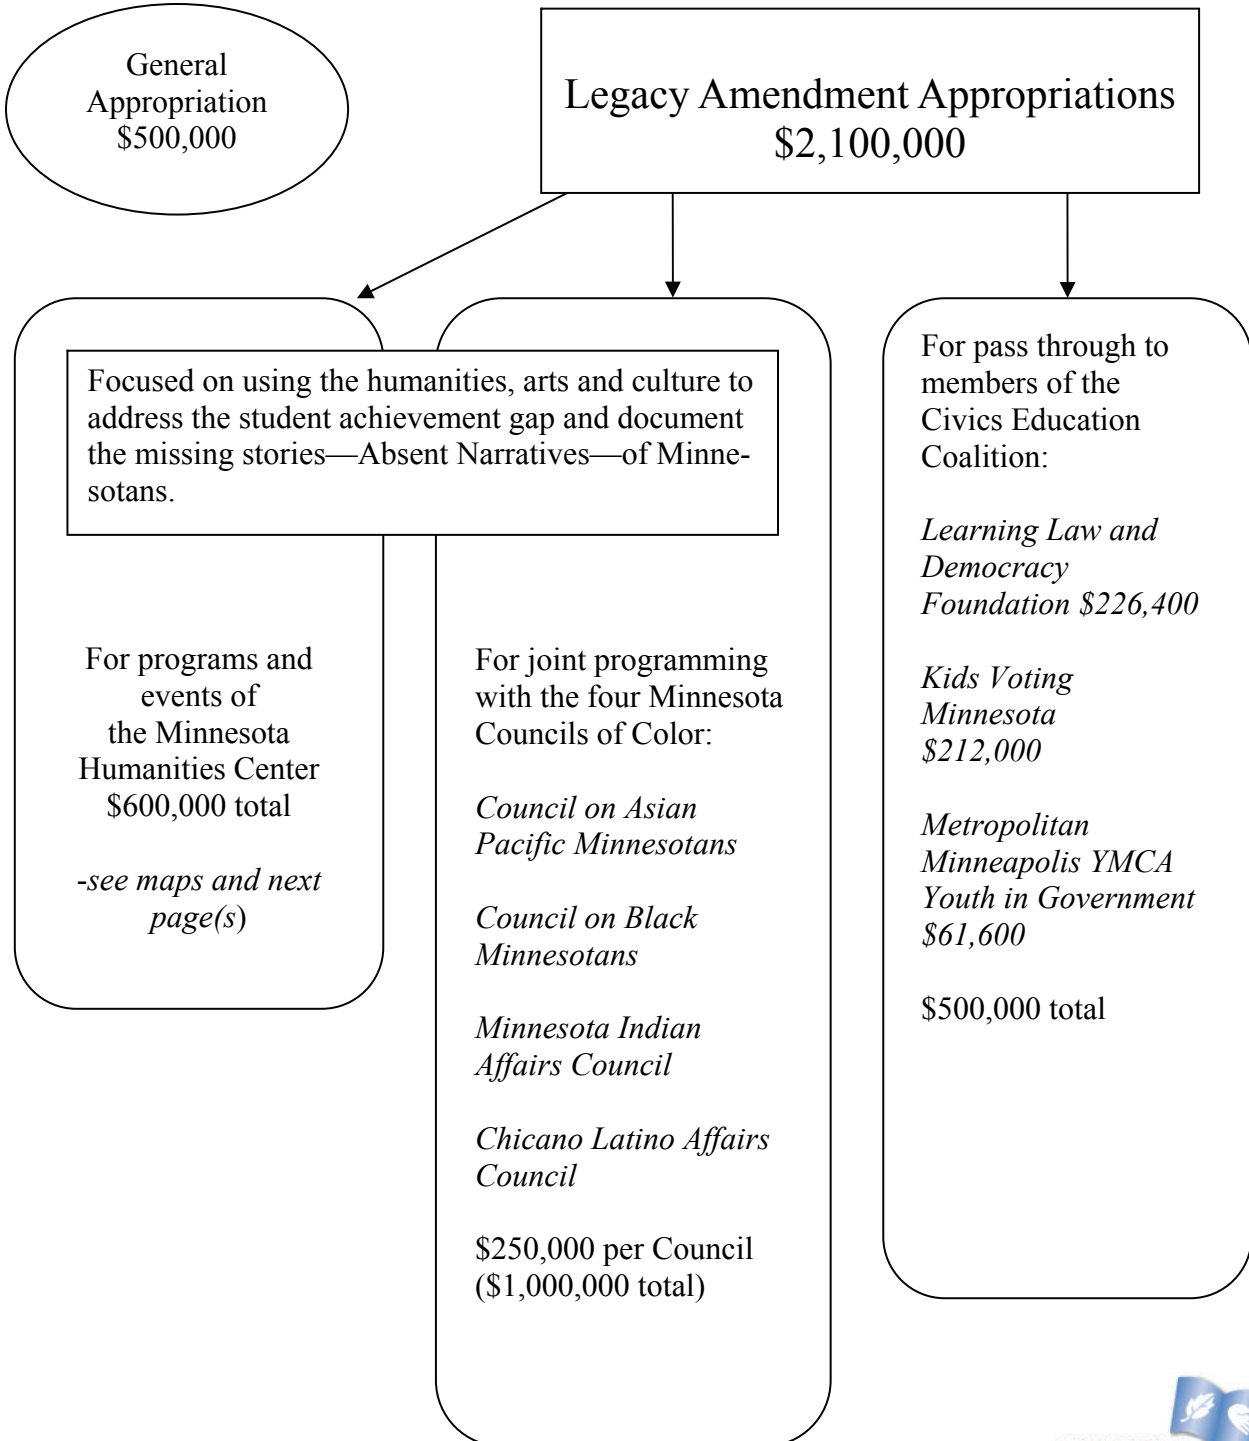 General
Appropriation
$500,000
Legacy Amendment Appropriations
$2,100,000
Focused on using the humanities, arts and culture to
address the student achievement gap and document
the missing stories—Absent Narratives—of Minne-
sotans.
For programs and
events of
the Minnesota
Humanities Center
$600,000 total
-see maps and next
page(s)
For joint programming
with the four Minnesota
Councils of Color:
Council on Asian
Pacific Minnesotans
Council on Black
Minnesotans
Minnesota Indian
Affairs Council
Chicano Latino Affairs
Council
$250,000 per Council
($1,000,000 total)
For pass through to
members of the
Civics Education
Coalition:
Learning Law and
Democracy
Foundation $226,400
Kids Voting
Minnesota
$212,000
Metropolitan
Minneapolis YMCA
Youth in Government
$61,600
$500,000 total